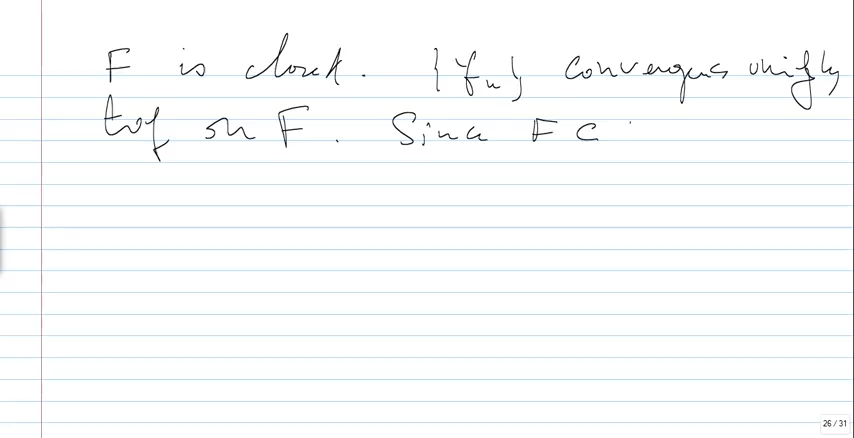 F is closed. {fn} converges unifly
to f on F. Since F C
26 / 31